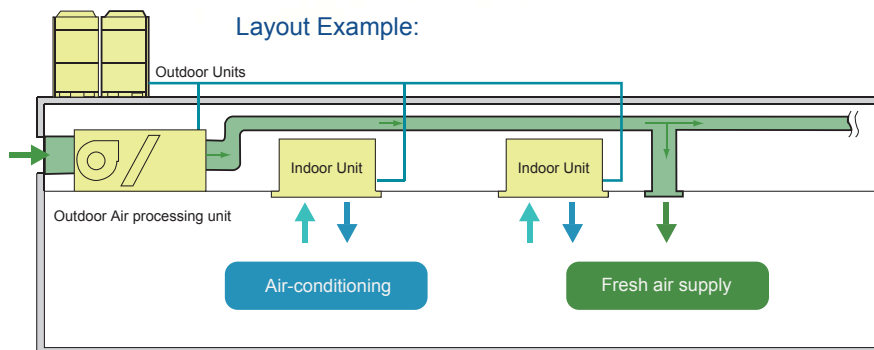 Layout Example:
Outdoor Units
Indoor Unit
Indoor Unit
Outdoor Air processing unit
Air-conditioning
Fresh air supply